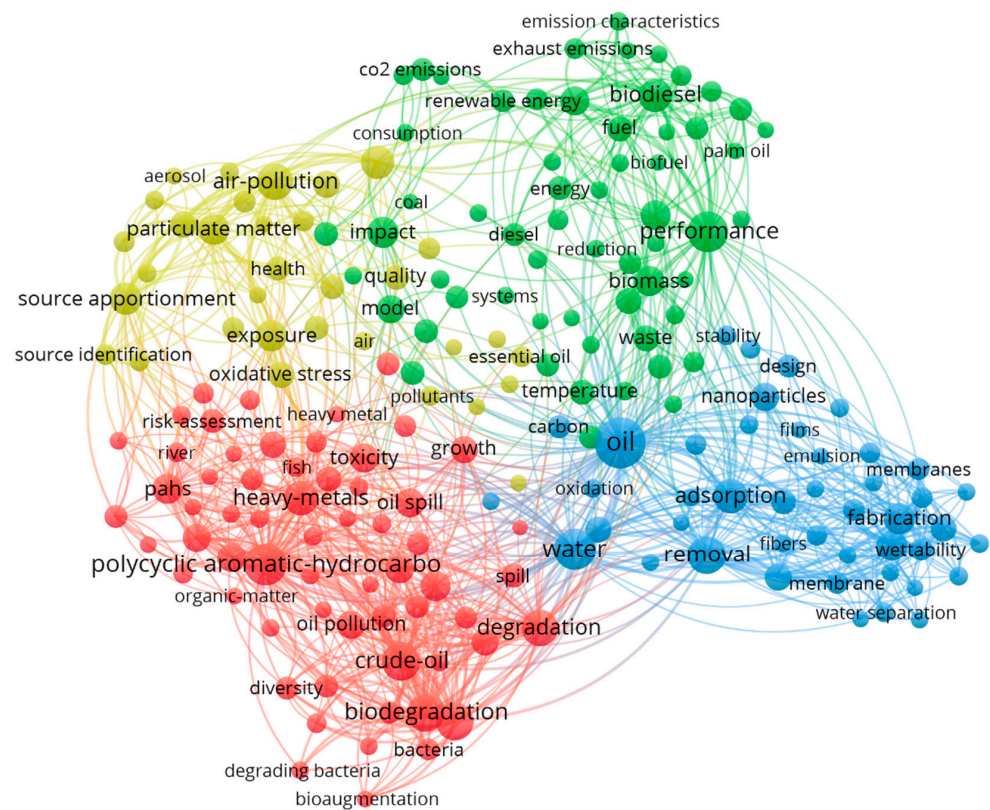 emission characteristics
exhaust emissions
co2 emissions
biodiesel
renewable energy
fuel
consumption
palm oil
biofuel
aerosol
air-pollution
energy
coal
particulate matter
impact
diesel
performance
reduction
health
quality
biomass
source apportionment
systems
model
exposure
air
waste
stability
source identification
essential oil
design
oxidative stress
pollutants
temperature
nanoparticles
heavy metal
risk-assessment
carbon
films
river
growth
oil
toxicity
emulsion
fish
membranes
pahs
heavy-metals
oil spill
oxidation
adsorption
fabrication
water
removal
fibers
wettability
polycyclic aromatic-hydrocarbo
spill
membrane
organic-matter
water separation
oil pollution
degradation
crude-oil
diversity
biodegradation
bacteria
degrading bacteria
bioaugmentation